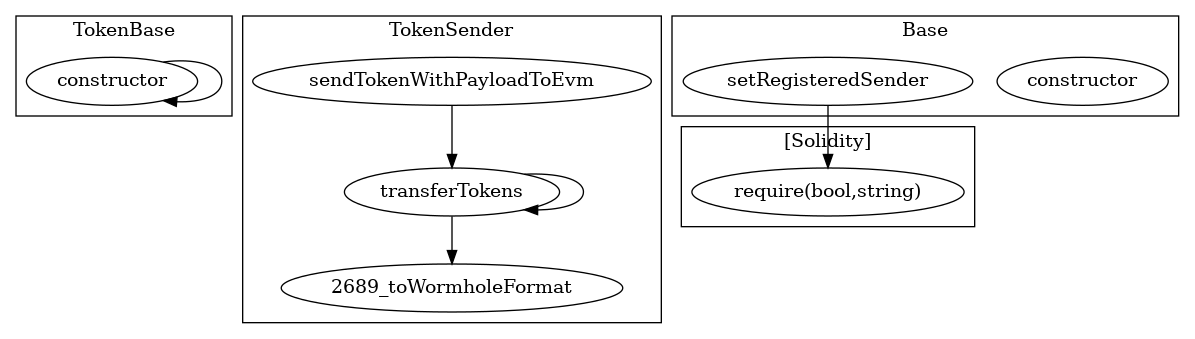 TokenBase
constructor
TokenSender
sendTokenWithPayloadToEvm
transferTokens
2689_toWormholeFormat
Base
setRegisteredSender
constructor
[Solidity]
require(bool,string)